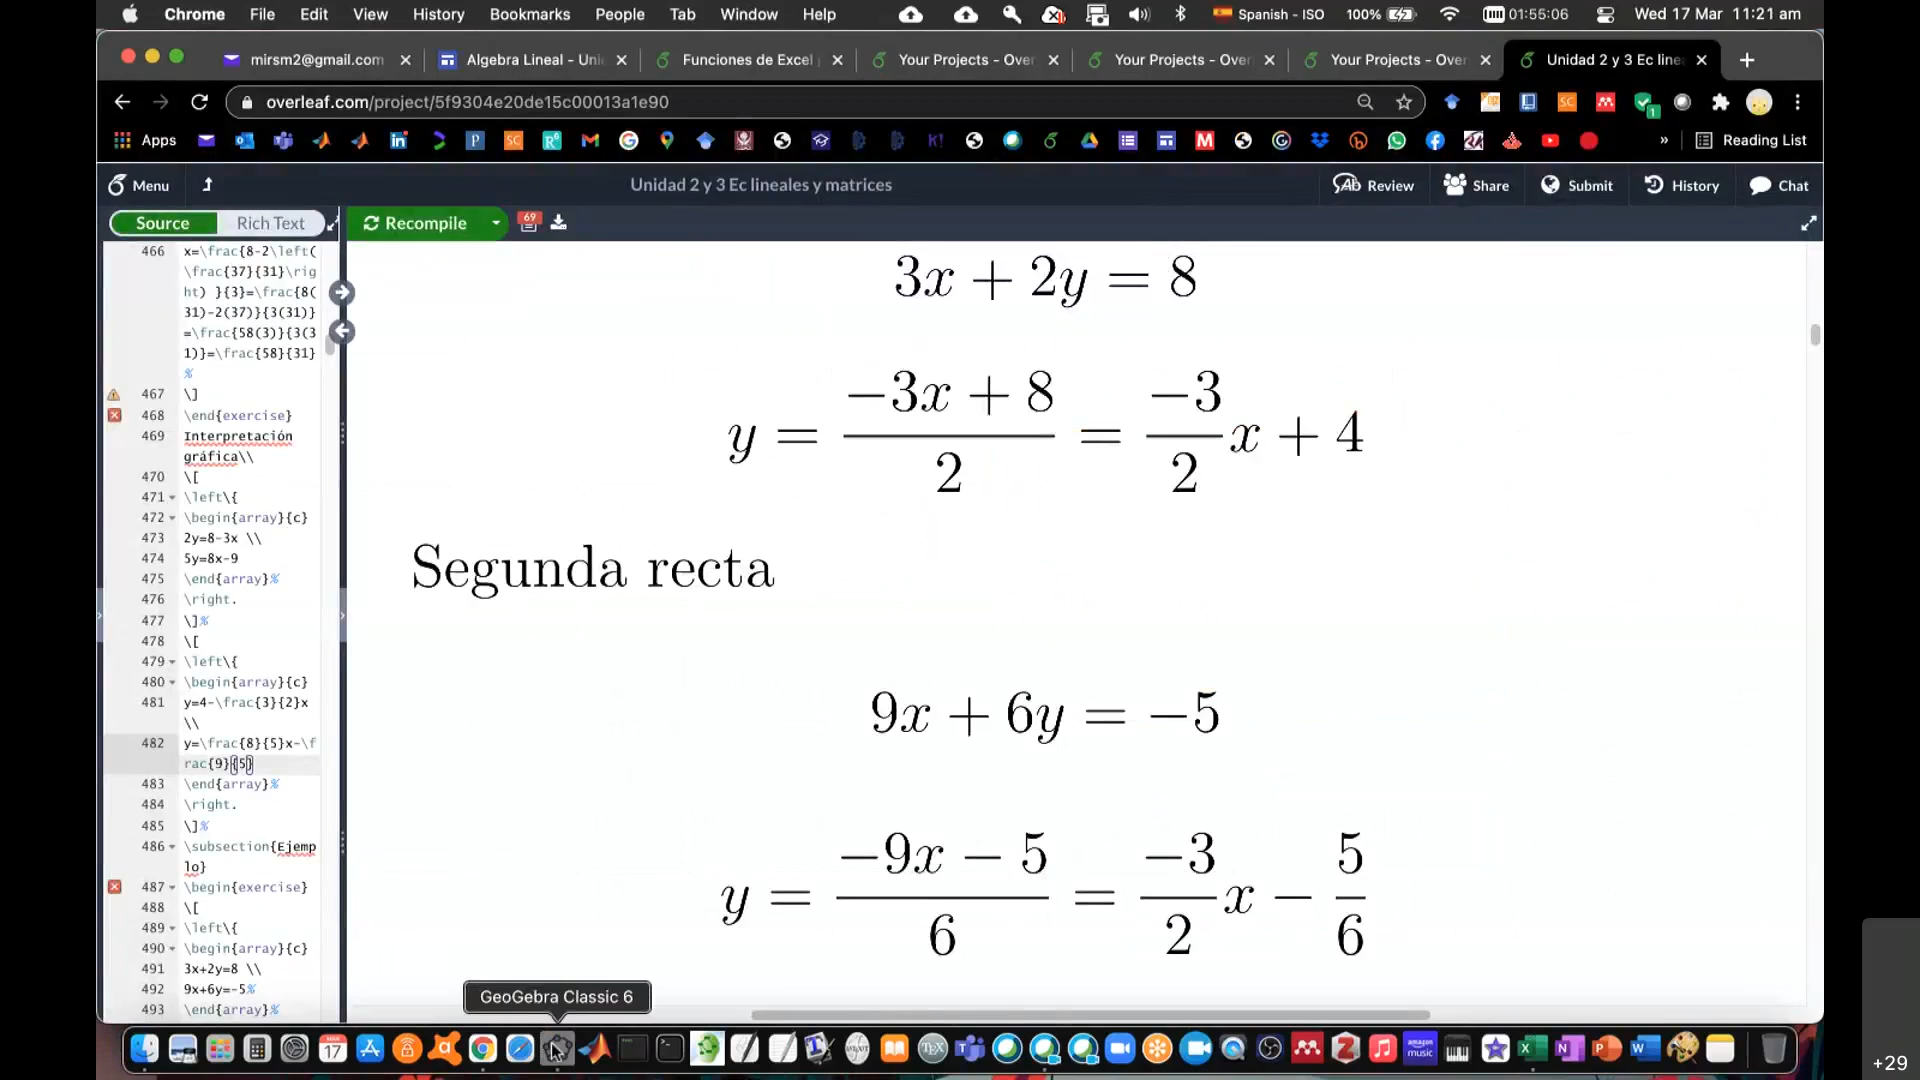 Chrome File Edit View History Bookmarks People Tab Window Help Spanish - ISO 100% 01:55:06 Wed 17 Mar 11:21 am
mirsm2@gmail.com Algebra Lineal - Uni Funciones de Excel Your Projects - Over Your Projects - Over Your Projects - Over Unidad 2 y 3 Ec line
overleaf.com/project/5f9304e20de15c00013a1e90
Apps » Reading List
Menu Unidad 2 y 3 Ec lineales y matrices Review Share Submit History Chat
Source Rich Text Recompile 69
466 x=\frac{8-2\left(
\frac{37}{31}\rig
ht) }{3}=\frac{8(
31)-2(37)}{3(31)}
=\frac{58(3)}{3(3
1)}=\frac{58}{31}
%
467 \]
468 \end{exercise}
469 Interpretación
gráfica\\
470 \[
471 \left\{
472 \begin{array}{c}
473 2y=8-3x \\
474 5y=8x-9
475 \end{array}%
476 \right.
477 \]%
478 \[
479 \left\{
480 \begin{array}{c}
481 y=4-\frac{3}{2}x
\\
482 y=\frac{8}{5}x-\f
rac{9}{5}
483 \end{array}%
484 \right.
485 \]%
486 \subsection{Ejemp
lo}
487 \begin{exercise}
488 \[
489 \left\{
490 \begin{array}{c}
491 3x+2y=8 \\
492 9x+6y=-5%
493 \end{array}%
3x + 2y = 8
y = \frac{-3x + 8}{2} = \frac{-3}{2}x + 4
Segunda recta
9x + 6y = −5
y = \frac{-9x - 5}{6} = \frac{-3}{2}x − \frac{5}{6}
GeoGebra Classic 6
+29